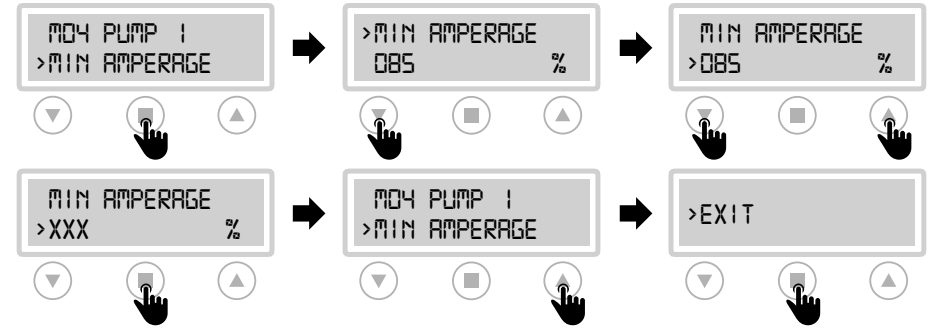 M04 PUMP 1
>MIN AMPERAGE
>MIN AMPERAGE
085 %
MIN AMPERAGE
>085 %
MIN AMPERAGE
>XXX %
M04 PUMP 1
>MIN AMPERAGE
>EXIT